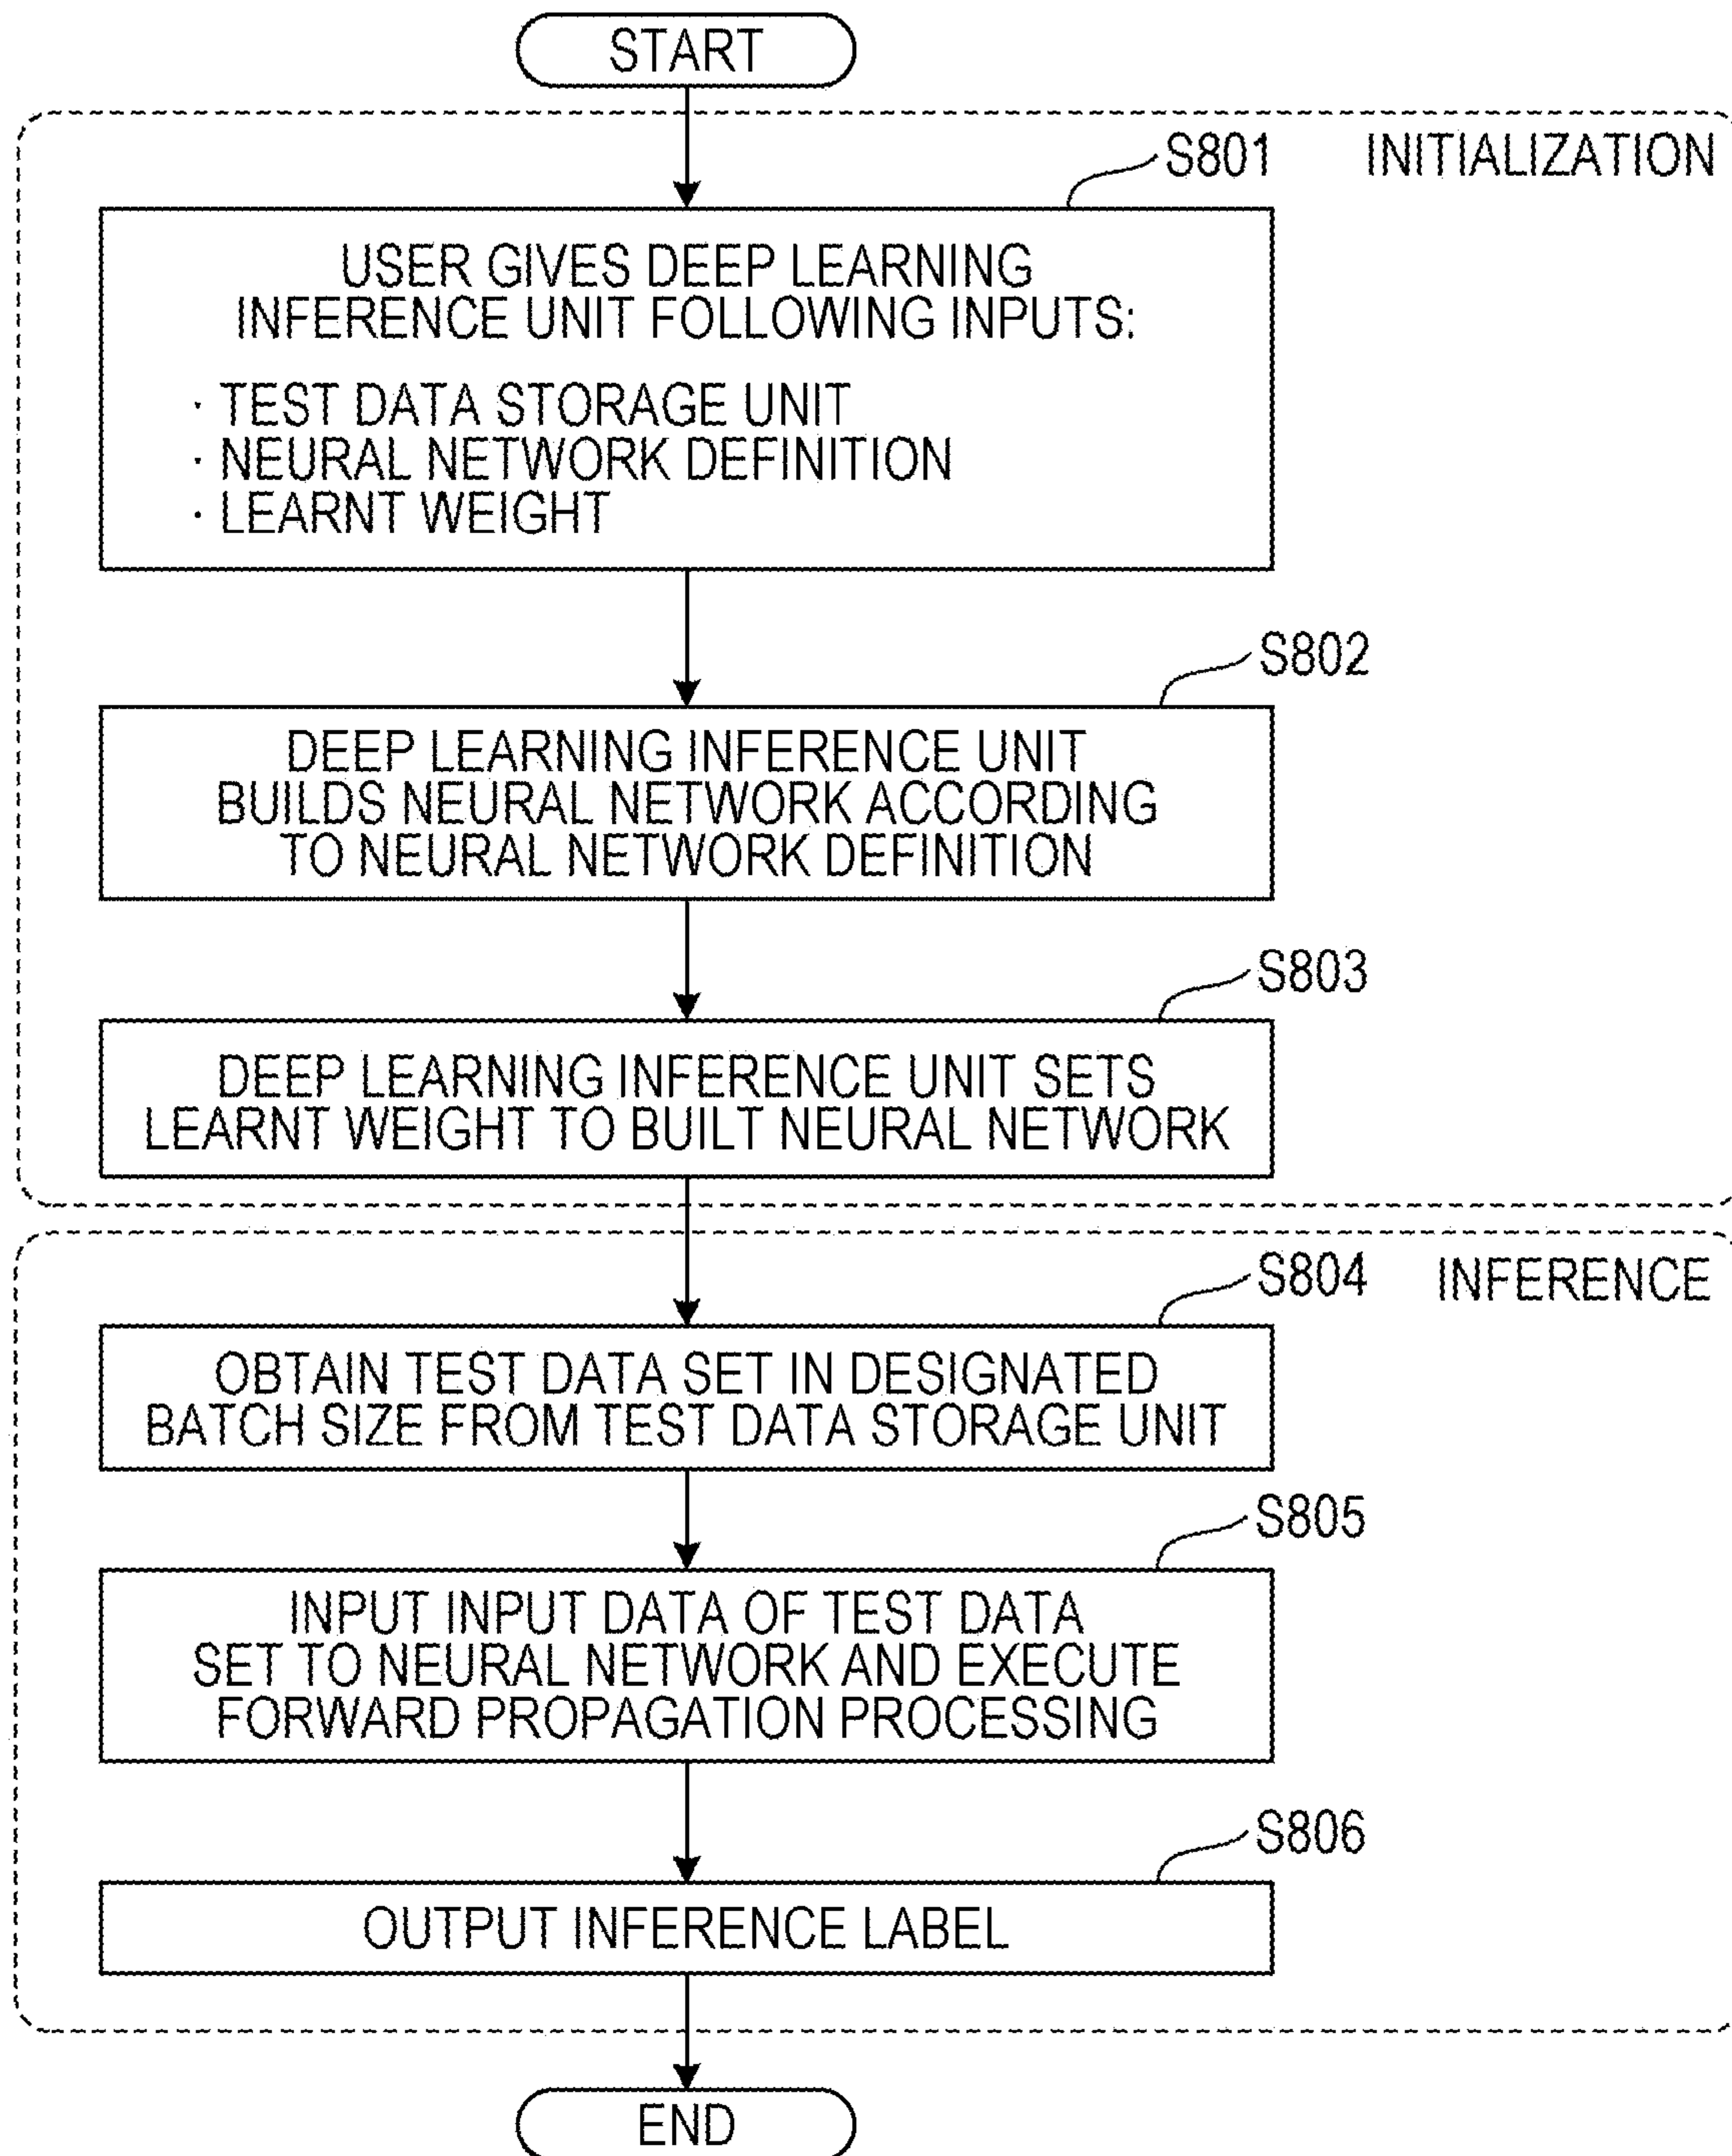 START
S801 INITIALIZATION
USER GIVES DEEP LEARNING
INFERENCE UNIT FOLLOWING INPUTS:
· TEST DATA STORAGE UNIT
· NEURAL NETWORK DEFINITION
· LEARNT WEIGHT
S802
DEEP LEARNING INFERENCE UNIT
BUILDS NEURAL NETWORK ACCORDING
TO NEURAL NETWORK DEFINITION
S803
DEEP LEARNING INFERENCE UNIT SETS
LEARNT WEIGHT TO BUILT NEURAL NETWORK
S804 INFERENCE
OBTAIN TEST DATA SET IN DESIGNATED
BATCH SIZE FROM TEST DATA STORAGE UNIT
S805
INPUT INPUT DATA OF TEST DATA
SET TO NEURAL NETWORK AND EXECUTE
FORWARD PROPAGATION PROCESSING
S806
OUTPUT INFERENCE LABEL
END